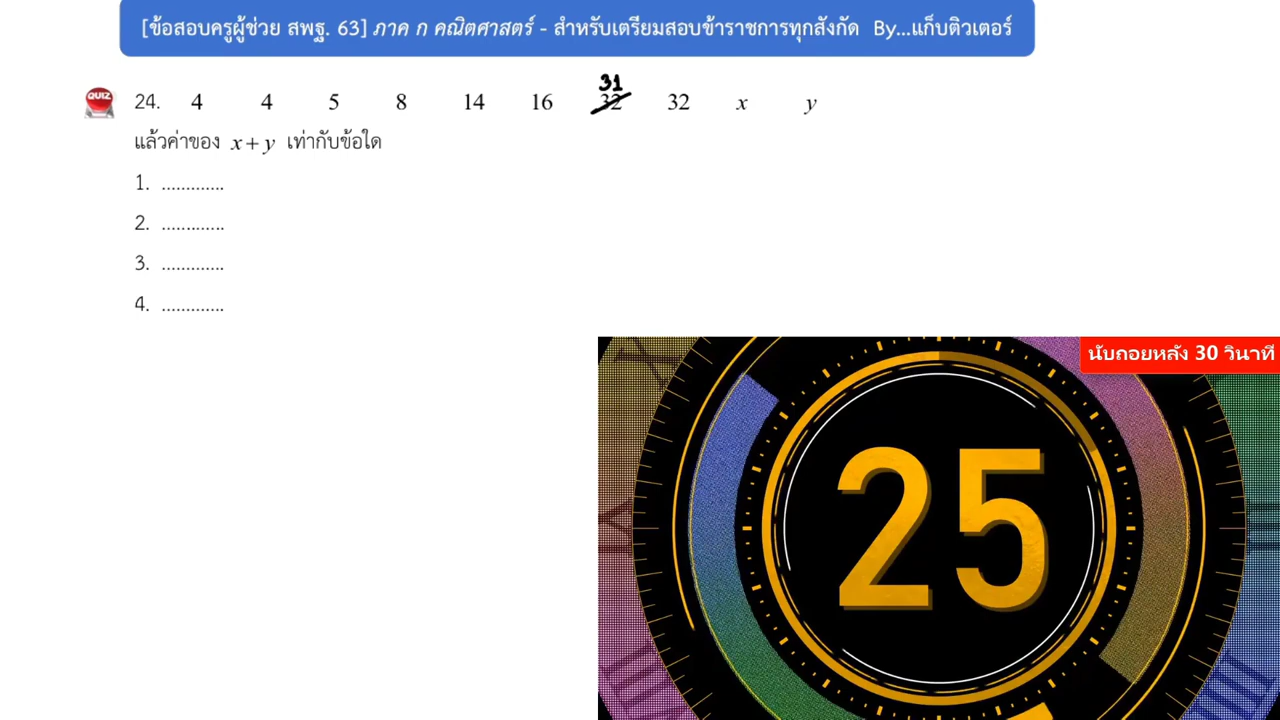 [ข้อสอบครูผู้ช่วย สพฐ. 63] ภาค ก คณิตศาสตร์ - สำหรับเตรียมสอบข้าราชการทุกสังกัด By...แก็บติวเตอร์
31
QUIZ 24. 4 4 5 8 14 16 32 32 x y
แล้วค่าของ x + y เท่ากับข้อใด
1. .............
2. .............
3. .............
4. .............
นับถอยหลัง 30 วินาที
25